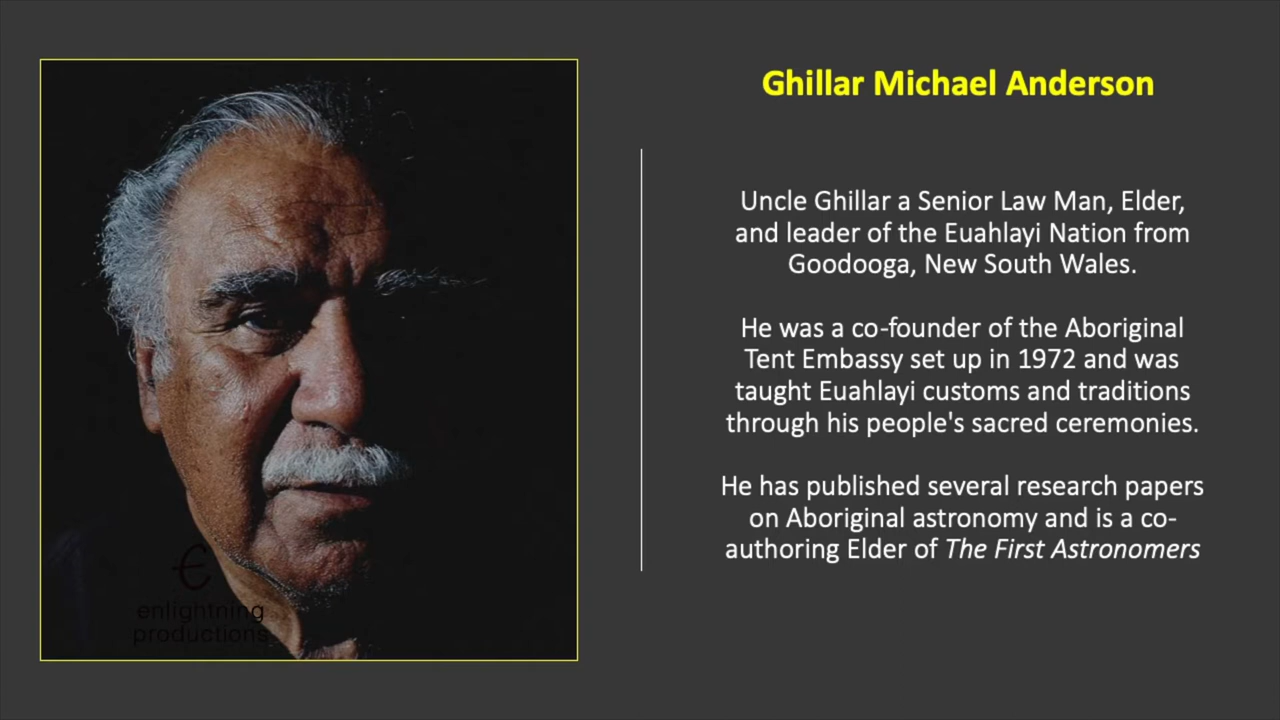 Ghillar Michael Anderson
Uncle Ghillar a Senior Law Man, Elder,
and leader of the Euahlayi Nation from
Goodooga, New South Wales.
He was a co-founder of the Aboriginal
Tent Embassy set up in 1972 and was
taught Euahlayi customs and traditions
through his people's sacred ceremonies.
He has published several research papers
on Aboriginal astronomy and is a co-
authoring Elder of The First Astronomers
enlightning
productions